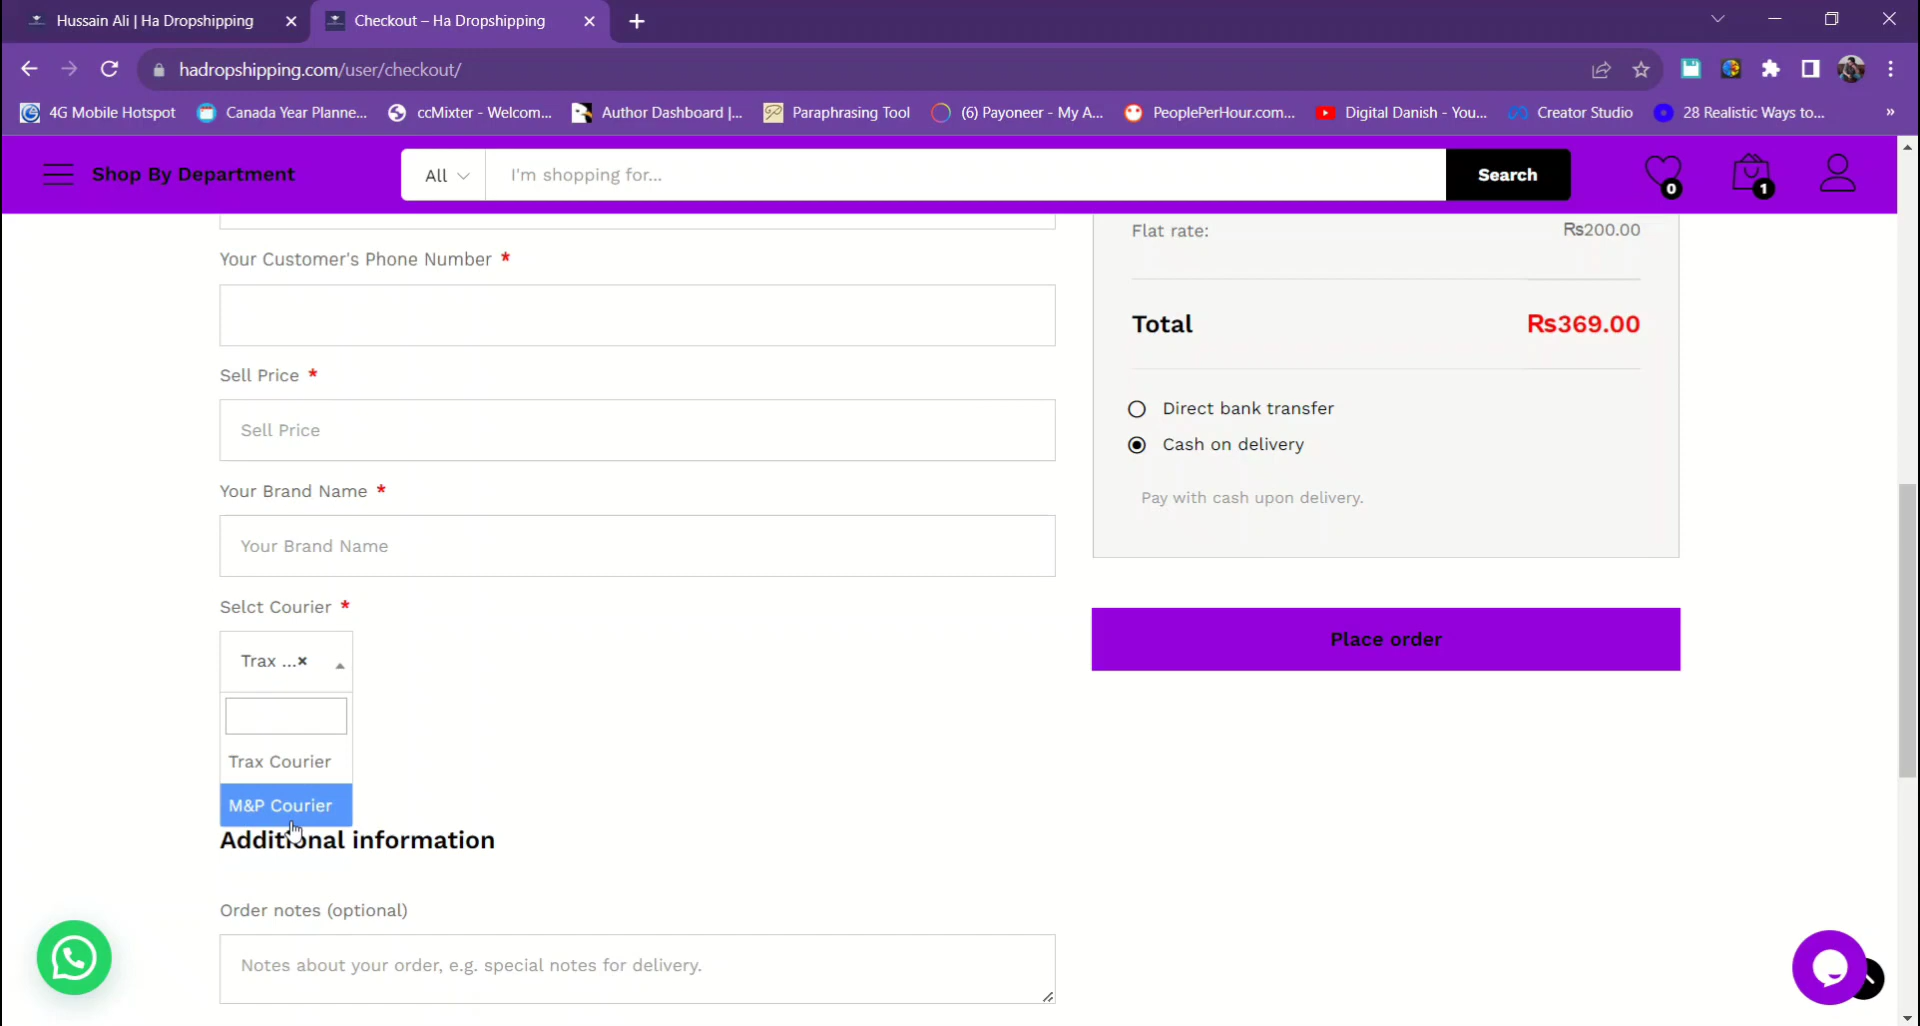 Hussain Ali | Ha Dropshipping
Checkout – Ha Dropshipping
hadropshipping.com/user/checkout/
4G Mobile Hotspot
Canada Year Planne...
ccMixter - Welcom...
Author Dashboard |...
Paraphrasing Tool
(6) Payoneer - My A...
PeoplePerHour.com...
Digital Danish - You...
Creator Studio
28 Realistic Ways to...
»
Shop By Department
All
I'm shopping for...
Search
0
1
Your Customer's Phone Number *
Sell Price *
Sell Price
Your Brand Name *
Your Brand Name
Selct Courier *
Trax ...×
Trax Courier
M&P Courier
Additional information
Order notes (optional)
Notes about your order, e.g. special notes for delivery.
Flat rate: Rs200.00
Total Rs369.00
Direct bank transfer
Cash on delivery
Pay with cash upon delivery.
Place order